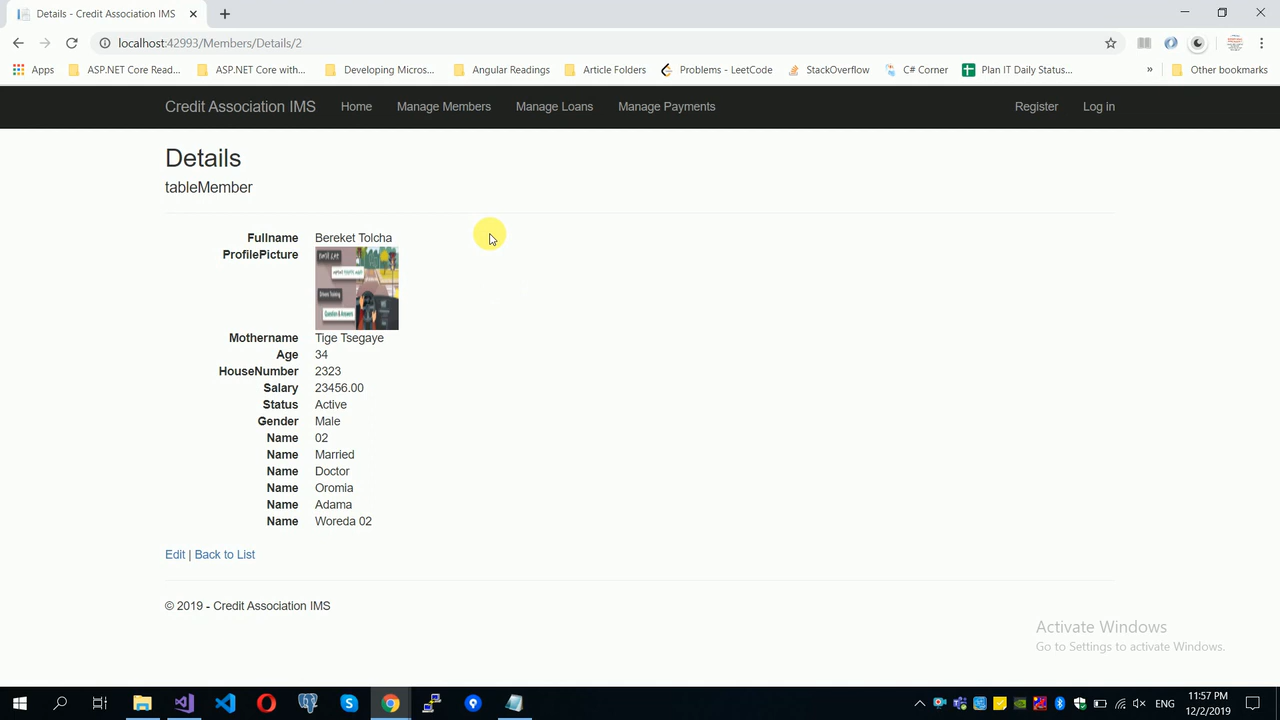 Details - Credit Association IMS
localhost:42993/Members/Details/2
Apps ASP.NET Core Read... ASP.NET Core with... Developing Micros... Angular Readings Article Folders Problems - LeetCode StackOverflow C# Corner Plan IT Daily Status... » Other bookmarks
Credit Association IMS Home Manage Members Manage Loans Manage Payments Register Log in
Details
tableMember
Fullname Bereket Tolcha
ProfilePicture
Question & Answers
Mothername Tige Tsegaye
Age 34
HouseNumber 2323
Salary 23456.00
Status Active
Gender Male
Name 02
Name Married
Name Doctor
Name Oromia
Name Adama
Name Woreda 02
Edit | Back to List
© 2019 - Credit Association IMS
Activate Windows
Go to Settings to activate Windows.
ENG
11:57 PM
12/2/2019